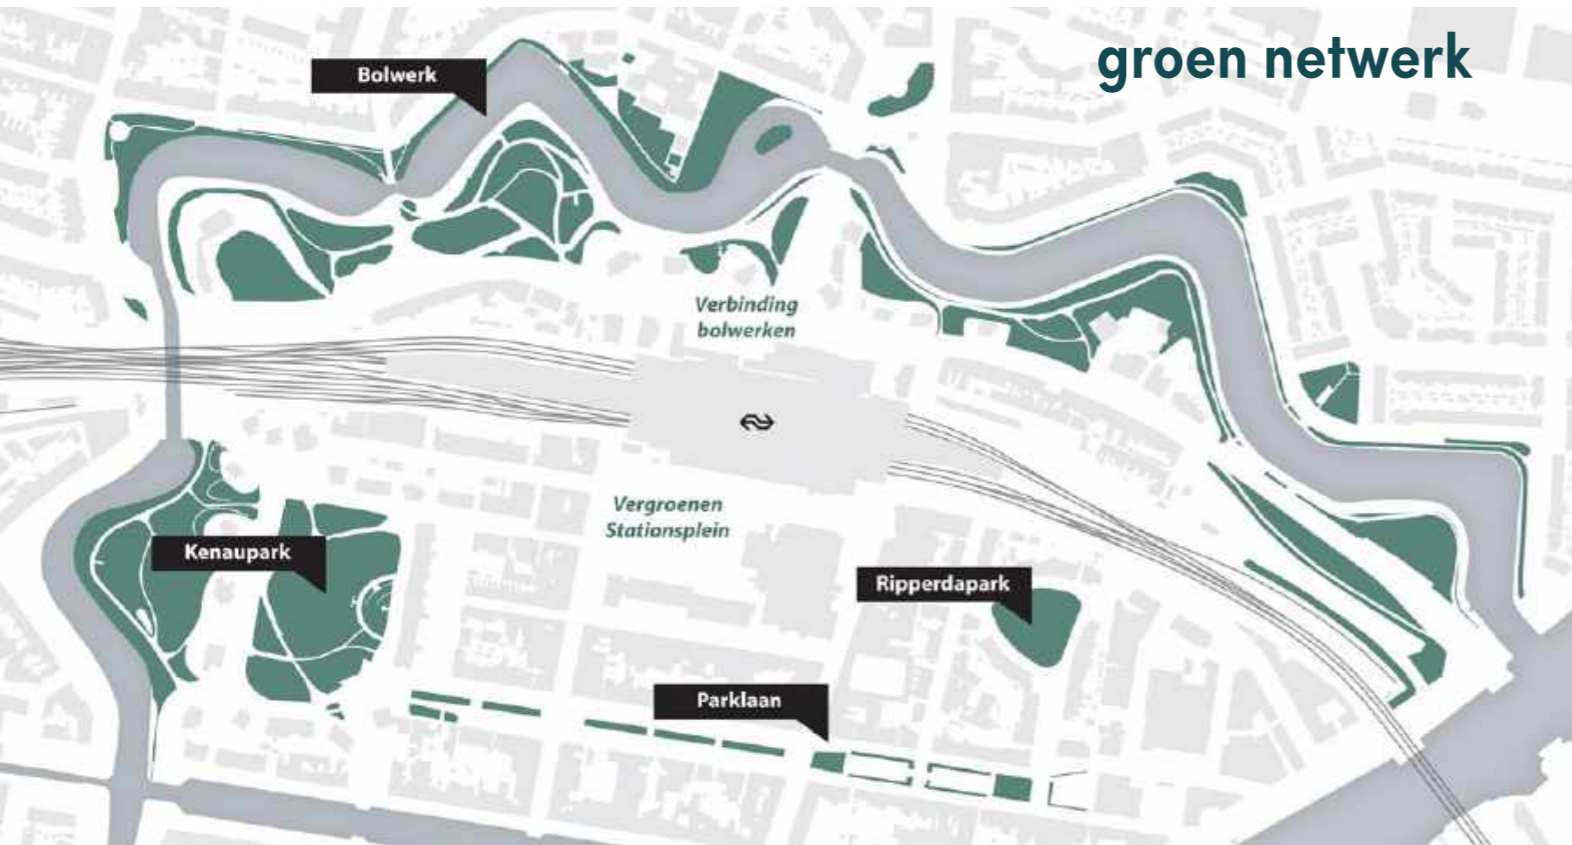 groen netwerk
Bolwerk
Verbinding
bolwerken
Vergroenen
Stationsplein
Kenaupark
Ripperdapark
Parklaan